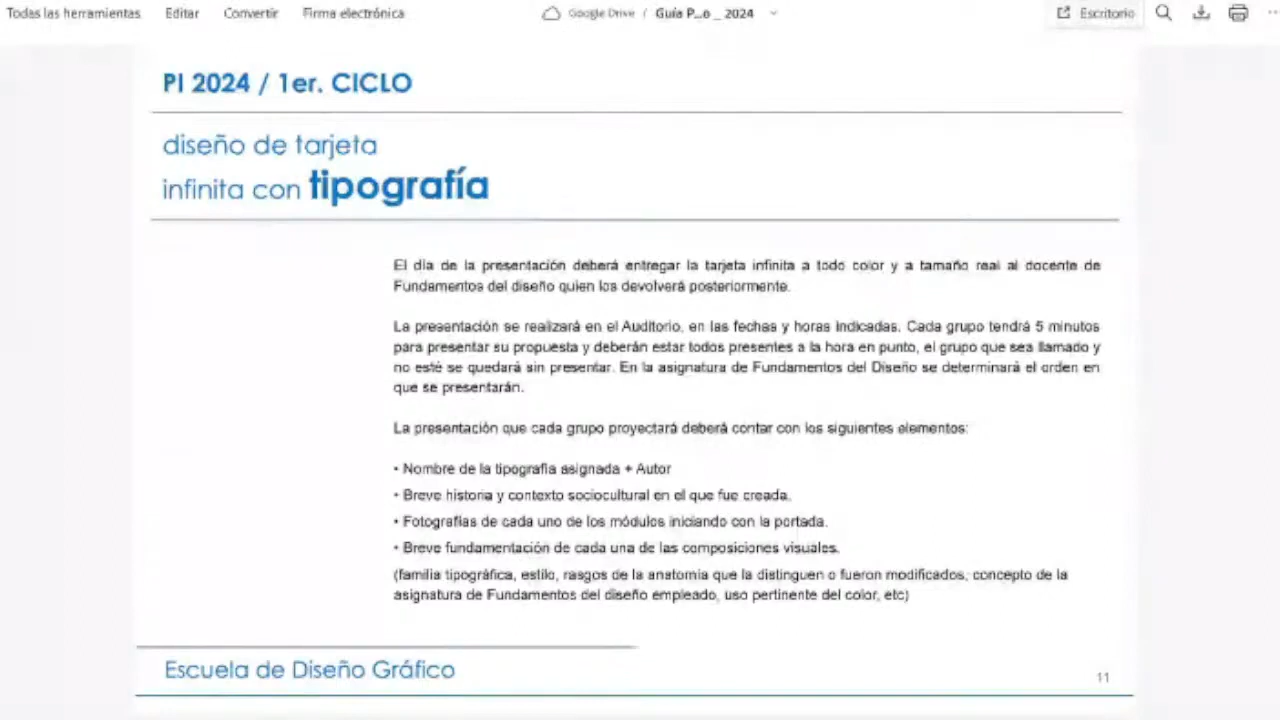 Todas las herramientas Editar Convertir Firma electrónica Google Drive / Guía P...o _ 2024 Escritorio
PI 2024 / 1er. CICLO
diseño de tarjeta
infinita con tipografía
El día de la presentación deberá entregar la tarjeta infinita a todo color y a tamaño real al docente de
Fundamentos del diseño quien los devolverá posteriormente.
La presentación se realizará en el Auditorio, en las fechas y horas indicadas. Cada grupo tendrá 5 minutos
para presentar su propuesta y deberán estar todos presentes a la hora en punto, el grupo que sea llamado y
no esté se quedará sin presentar. En la asignatura de Fundamentos del Diseño se determinará el orden en
que se presentarán.
La presentación que cada grupo proyectará deberá contar con los siguientes elementos:
• Nombre de la tipografía asignada + Autor
• Breve historia y contexto sociocultural en el que fue creada.
• Fotografías de cada uno de los módulos iniciando con la portada.
• Breve fundamentación de cada una de las composiciones visuales.
(familia tipográfica, estilo, rasgos de la anatomía que la distinguen o fueron modificados, concepto de la
asignatura de Fundamentos del diseño empleado, uso pertinente del color, etc)
Escuela de Diseño Gráfico
11